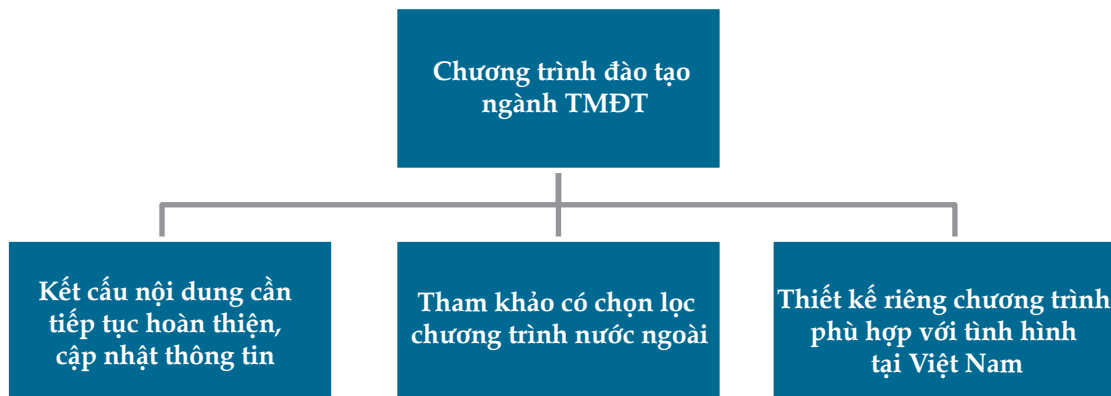 Chương trình đào tạo
ngành TMĐT
Kết cấu nội dung cần
tiếp tục hoàn thiện,
cập nhật thông tin
Tham khảo có chọn lọc
chương trình nước ngoài
Thiết kế riêng chương trình
phù hợp với tình hình
tại Việt Nam